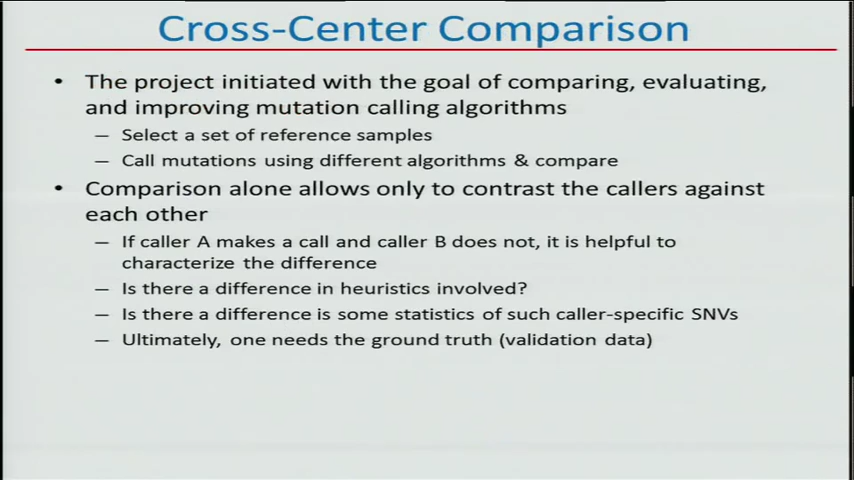 Cross-Center Comparison
• The project initiated with the goal of comparing, evaluating,
and improving mutation calling algorithms
– Select a set of reference samples
– Call mutations using different algorithms & compare
• Comparison alone allows only to contrast the callers against
each other
– If caller A makes a call and caller B does not, it is helpful to
characterize the difference
– Is there a difference in heuristics involved?
– Is there a difference is some statistics of such caller-specific SNVs
– Ultimately, one needs the ground truth (validation data)